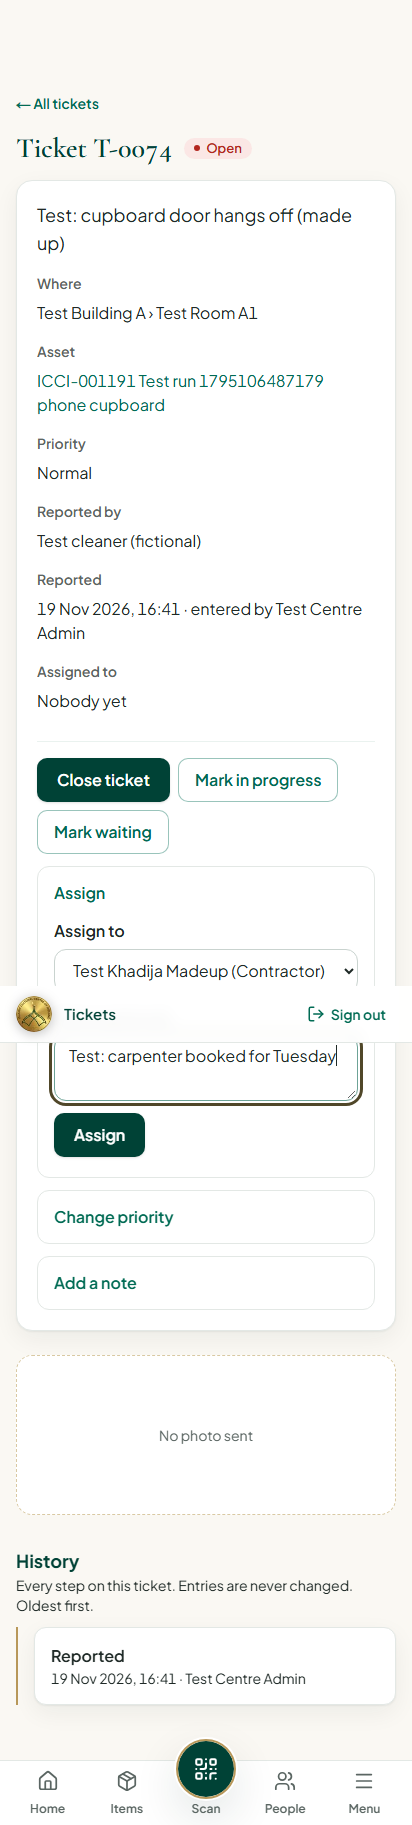 ← All tickets
Ticket T-0074
Open
Test: cupboard door hangs off (made
up)
Where
Test Building A › Test Room A1
Asset
ICCI-001191 Test run 1795106487179
phone cupboard
Priority
Normal
Reported by
Test cleaner (fictional)
Reported
19 Nov 2026, 16:41 · entered by Test Centre
Admin
Assigned to
Nobody yet
Close ticket
Mark in progress
Mark waiting
Assign
Assign to
Test Khadija Madeup (Contractor)
Tickets
Sign out
Test: carpenter booked for Tuesday
Assign
Change priority
Add a note
No photo sent
History
Every step on this ticket. Entries are never changed.
Oldest first.
Reported
19 Nov 2026, 16:41 · Test Centre Admin
Home
Items
Scan
People
Menu